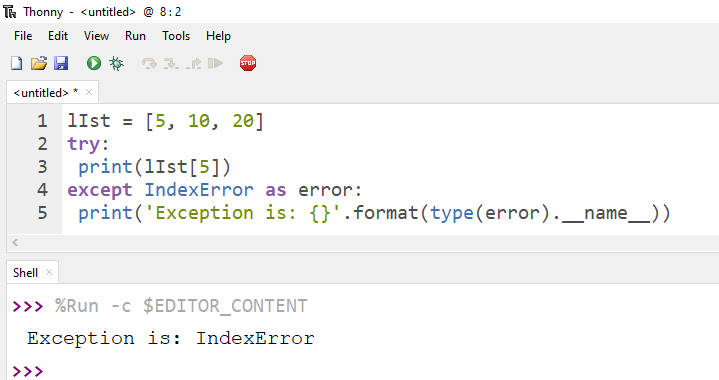 Thonny - <untitled> @ 8:2
File Edit View Run Tools Help
STOP
<untitled> * ×
1 lIst = [5, 10, 20]
2 try:
3  print(lIst[5])
4 except IndexError as error:
5  print('Exception is: {}'.format(type(error).__name__))
Shell ×
>>> %Run -c $EDITOR_CONTENT
Exception is: IndexError
>>>